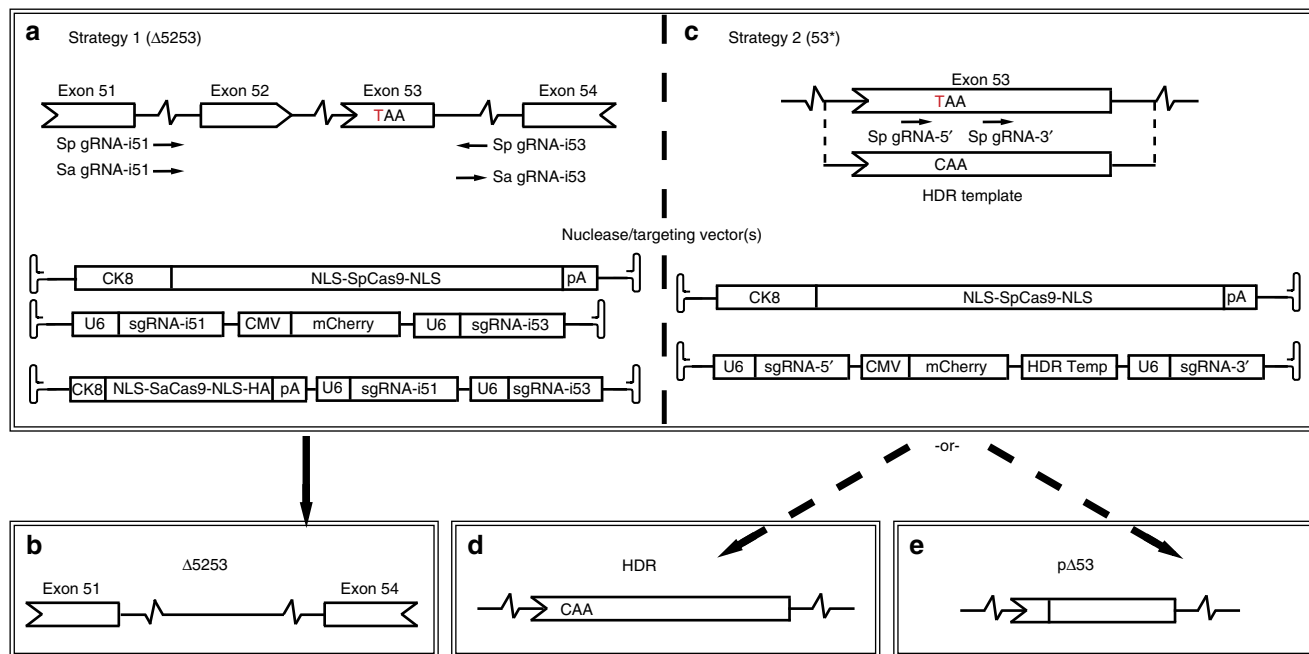 a Strategy 1 (Δ5253)
Exon 51 Exon 52 Exon 53 Exon 54
TAA
Sp gRNA-i51 Sp gRNA-i53
Sa gRNA-i51 Sa gRNA-i53
c Strategy 2 (53*)
Exon 53
TAA
Sp gRNA-5′ Sp gRNA-3′
CAA
HDR template
Nuclease/targeting vector(s)
CK8 NLS-SpCas9-NLS pA
U6 sgRNA-i51 CMV mCherry U6 sgRNA-i53
CK8 NLS-SaCas9-NLS-HA pA U6 sgRNA-i51 U6 sgRNA-i53
CK8 NLS-SpCas9-NLS pA
U6 sgRNA-5′ CMV mCherry HDR Temp U6 sgRNA-3′
-or-
b Δ5253
Exon 51 Exon 54
d HDR
CAA
e pΔ53